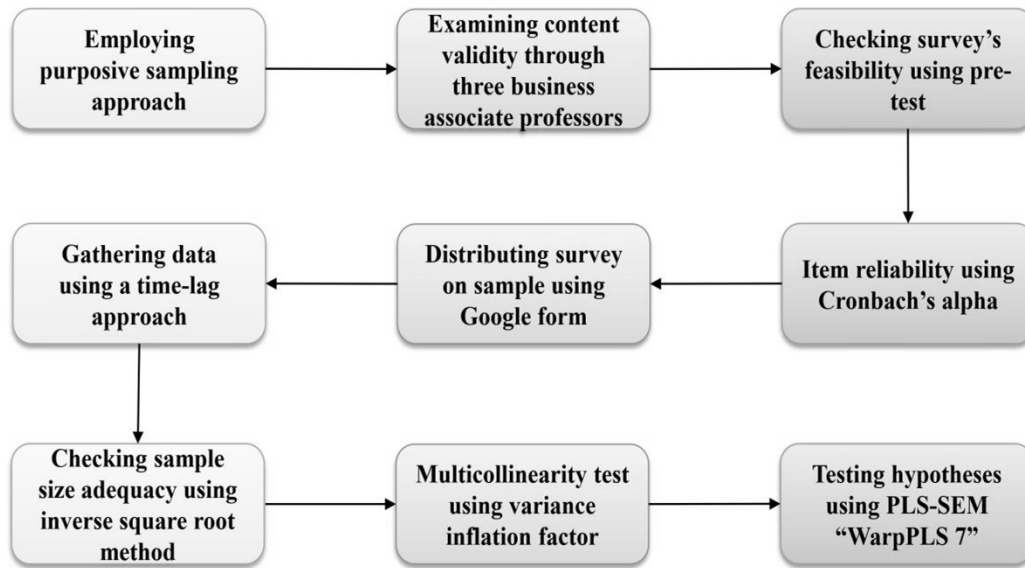 Employing
purposive sampling
approach
Examining content
validity through
three business
associate professors
Checking survey’s
feasibility using pre-
test
Gathering data
using a time-lag
approach
Distributing survey
on sample using
Google form
Item reliability using
Cronbach’s alpha
Checking sample
size adequacy using
inverse square root
method
Multicollinearity test
using variance
inflation factor
Testing hypotheses
using PLS-SEM
“WarpPLS 7”